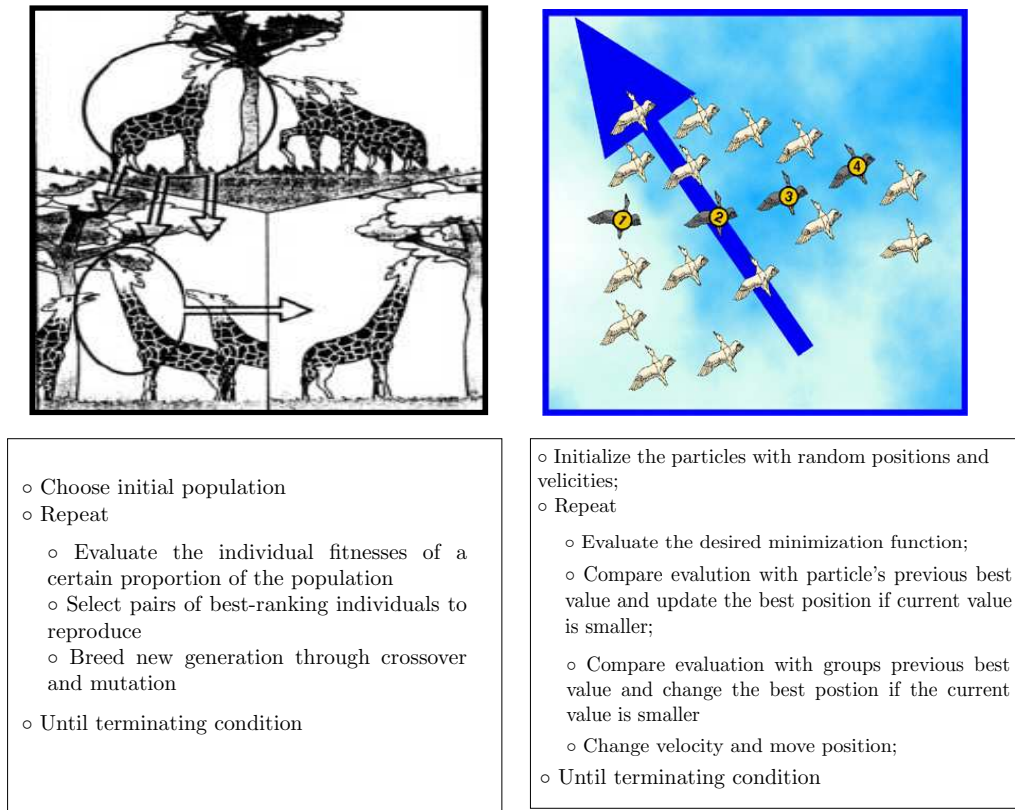 1
2
3
4
○ Choose initial population
○ Repeat
○ Evaluate the individual fitnesses of a
certain proportion of the population
○ Select pairs of best-ranking individuals to
reproduce
○ Breed new generation through crossover
and mutation
○ Until terminating condition
○ Initialize the particles with random positions and
velicities;
○ Repeat
○ Evaluate the desired minimization function;
○ Compare evalution with particle's previous best
value and update the best position if current value
is smaller;
○ Compare evaluation with groups previous best
value and change the best postion if the current
value is smaller
○ Change velocity and move position;
○ Until terminating condition